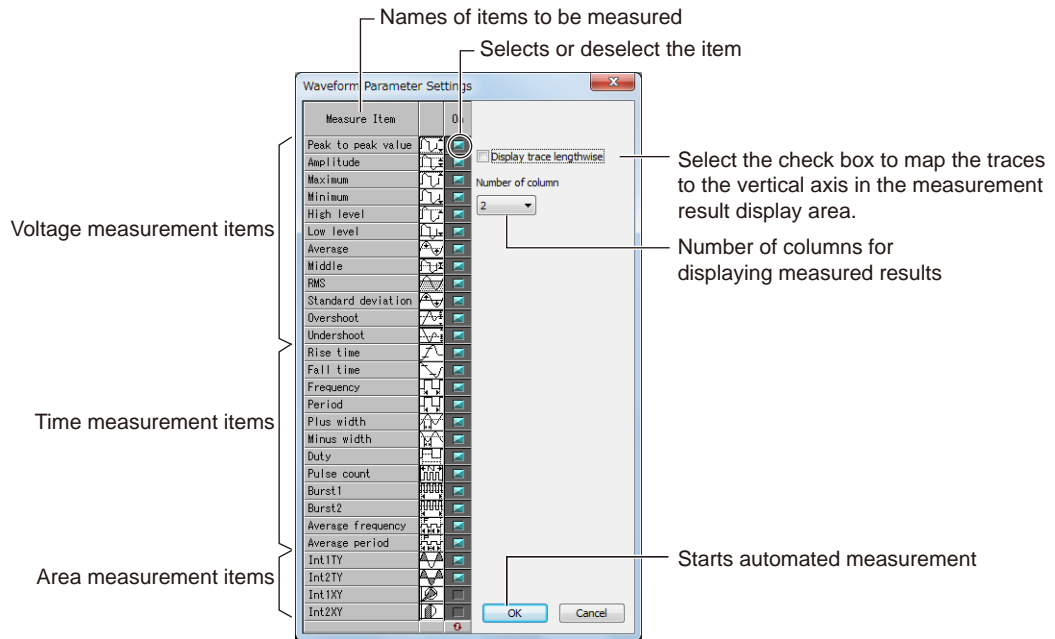 Names of items to be measured
Selects or deselect the item
Waveform Parameter Settings
Measure Item
On
Peak to peak value
Display trace lengthwise
Select the check box to map the traces
to the vertical axis in the measurement
result display area.
Amplitude
Maximum
Number of column
Minimum
2
High level
Voltage measurement items
Low level
Number of columns for
displaying measured results
Average
Middle
RMS
Standard deviation
Overshoot
Undershoot
Rise time
Fall time
Frequency
Period
Time measurement items
Plus width
Minus width
Duty
Pulse count
Burst1
Burst2
Average frequency
Average period
Starts automated measurement
Int1TY
Area measurement items
Int2TY
Int1XY
Int2XY
OK
Cancel